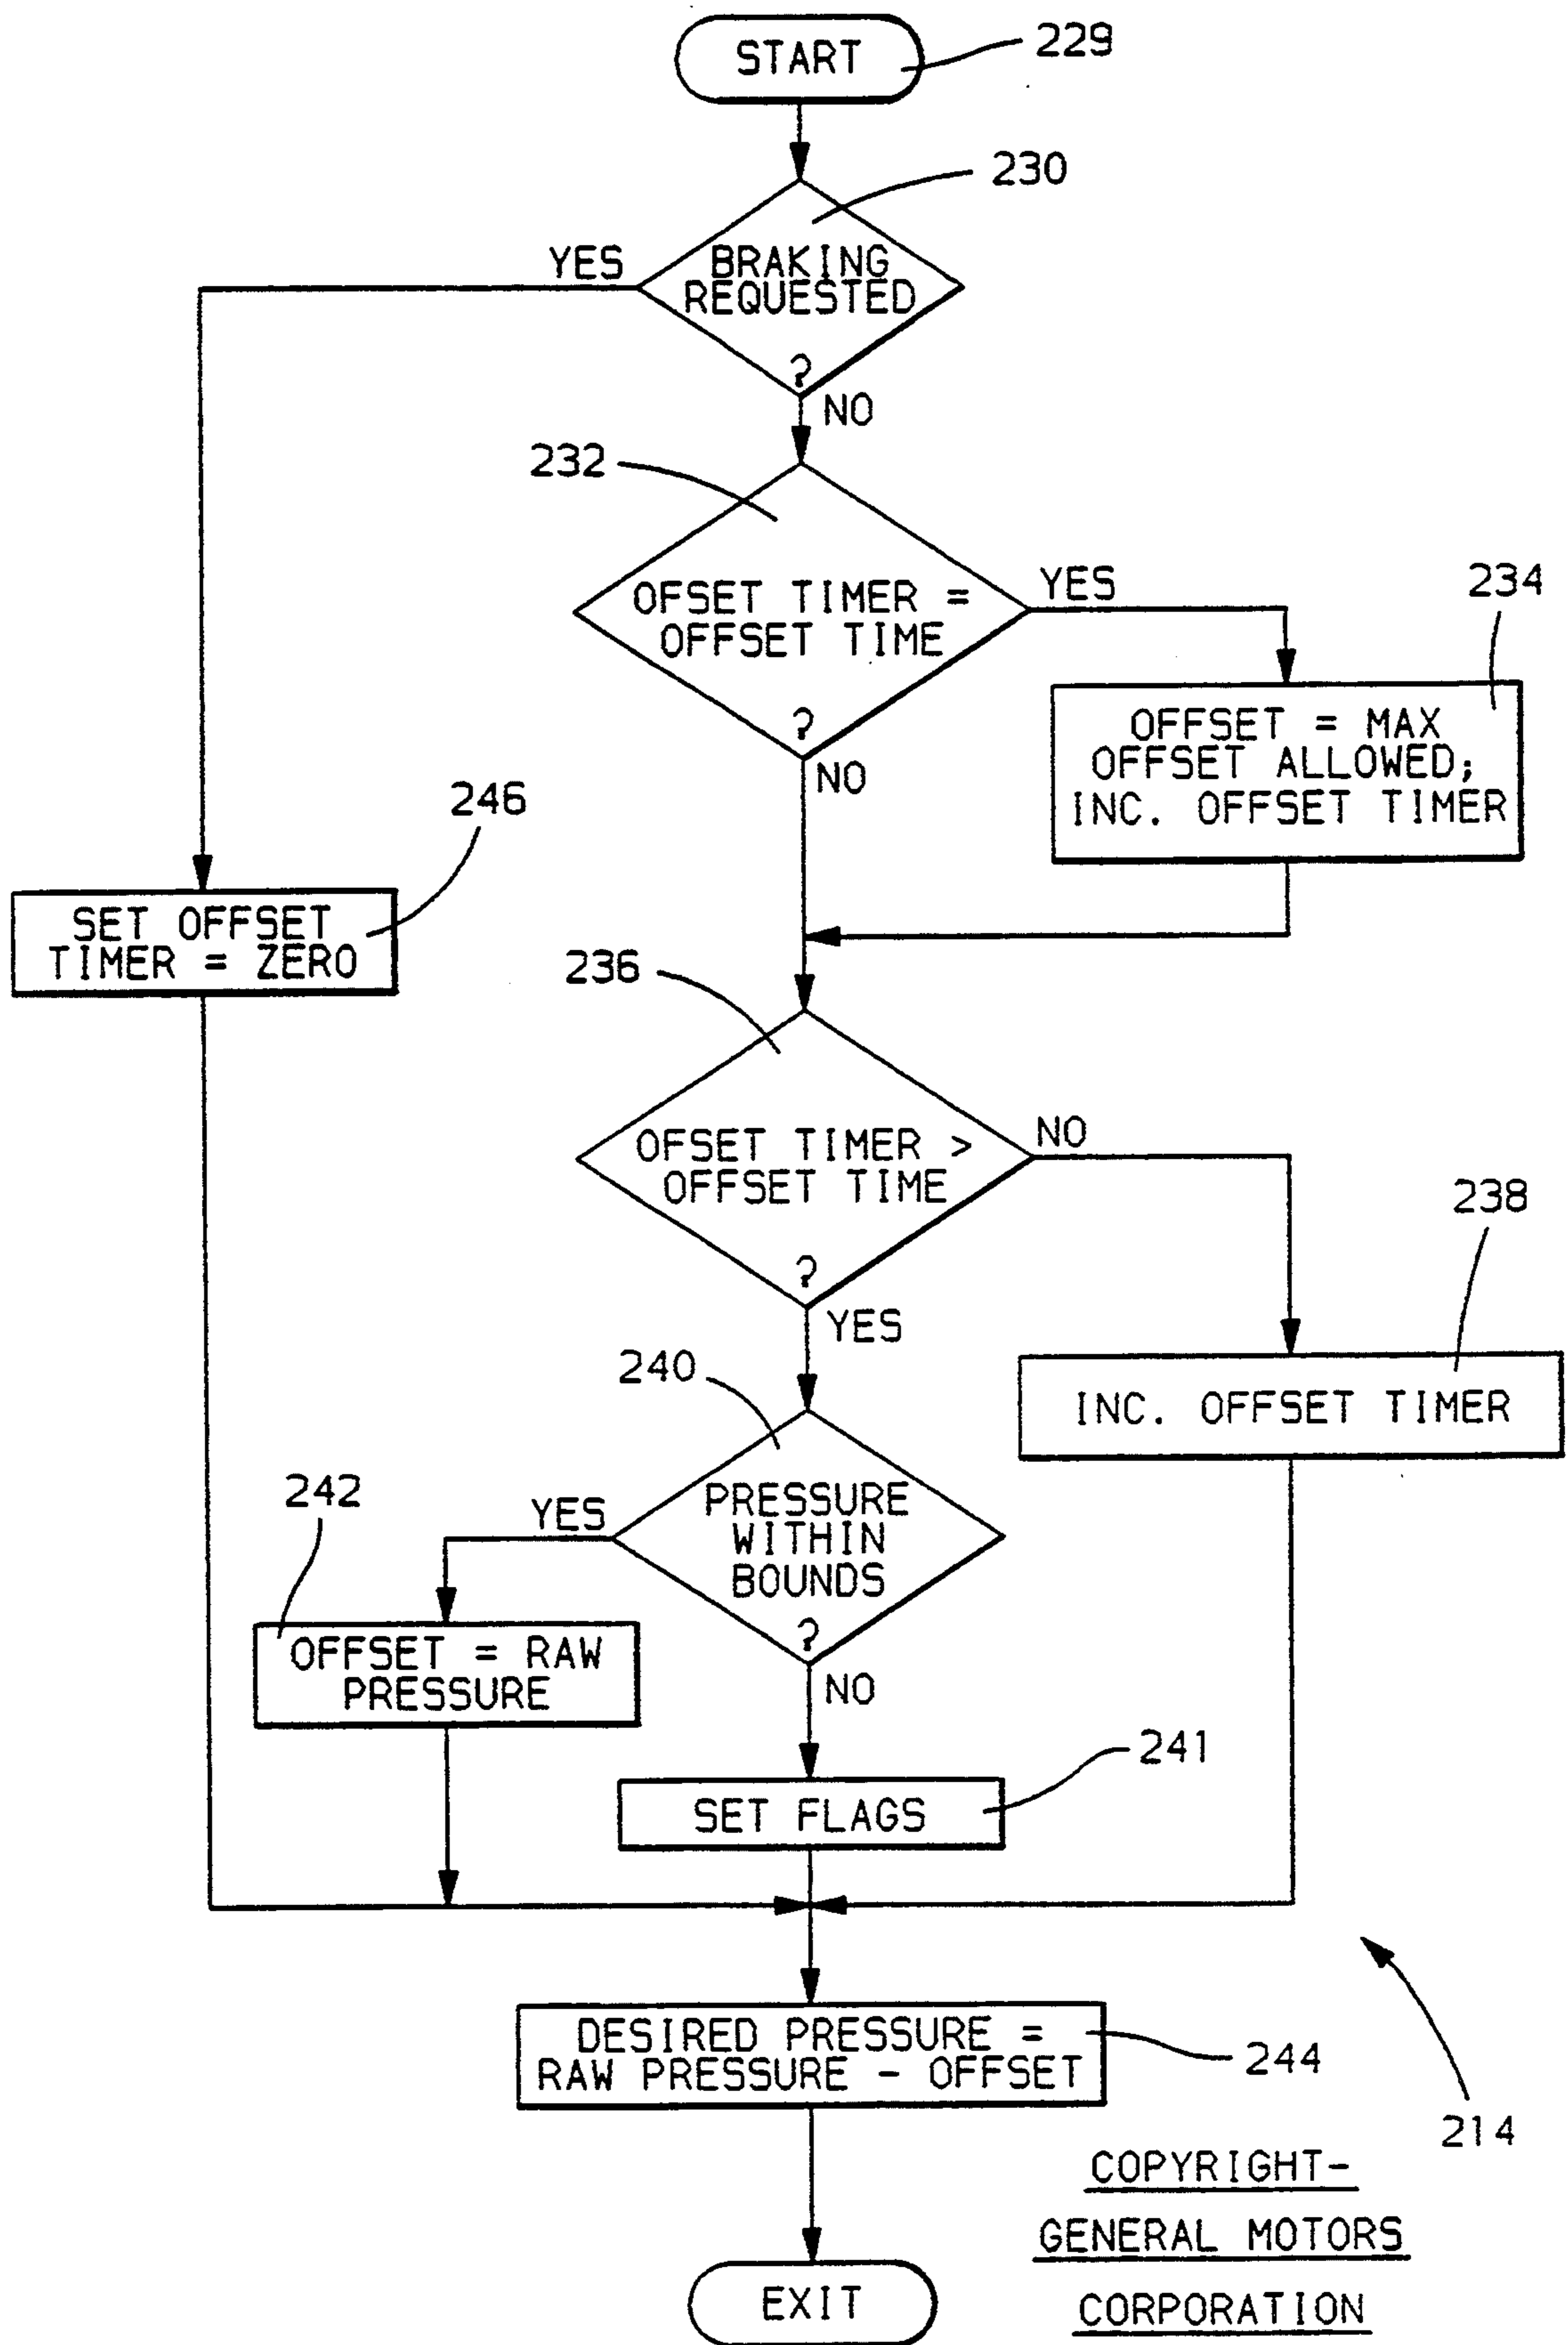 START
229
230
YES
BRAKING
REQUESTED
?
NO
232
OFSET TIMER =
OFFSET TIME
?
YES
234
NO
OFFSET = MAX
OFFSET ALLOWED;
INC. OFFSET TIMER
246
SET OFFSET
TIMER = ZERO
236
OFSET TIMER >
OFFSET TIME
?
NO
238
YES
INC. OFFSET TIMER
240
PRESSURE
WITHIN
BOUNDS
?
YES
242
OFFSET = RAW
PRESSURE
NO
241
SET FLAGS
DESIRED PRESSURE =
RAW PRESSURE - OFFSET
244
214
EXIT
COPYRIGHT-
GENERAL MOTORS
CORPORATION